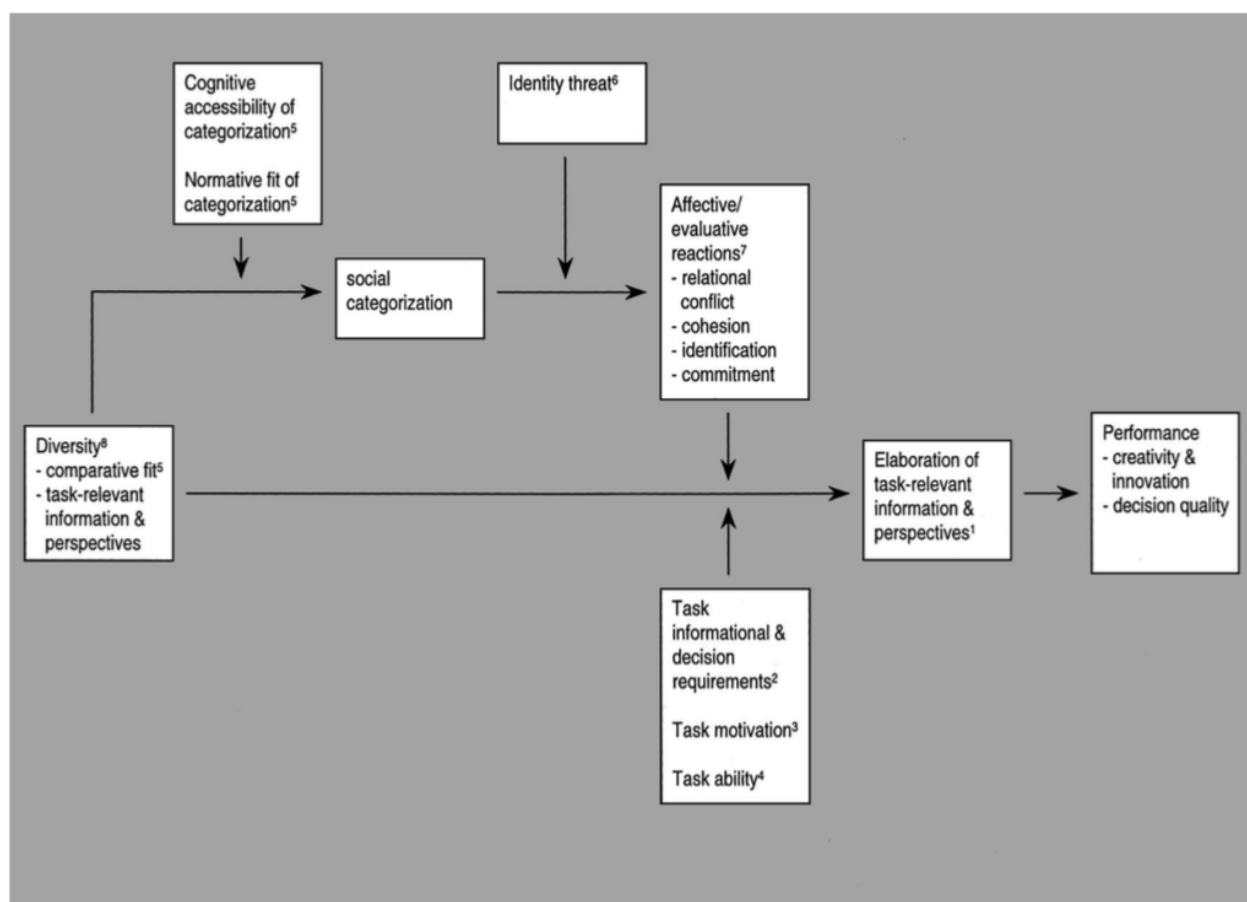 Cognitive
accessibility of
categorization⁵
Normative fit of
categorization⁵
Identity threat⁶
Affective/
evaluative
reactions⁷
- relational
conflict
- cohesion
- identification
- commitment
social
categorization
Diversity⁸
- comparative fit⁵
- task-relevant
information &
perspectives
Elaboration of
task-relevant
information &
perspectives¹
Performance
- creativity &
innovation
- decision quality
Task
informational &
decision
requirements²
Task motivation³
Task ability⁴